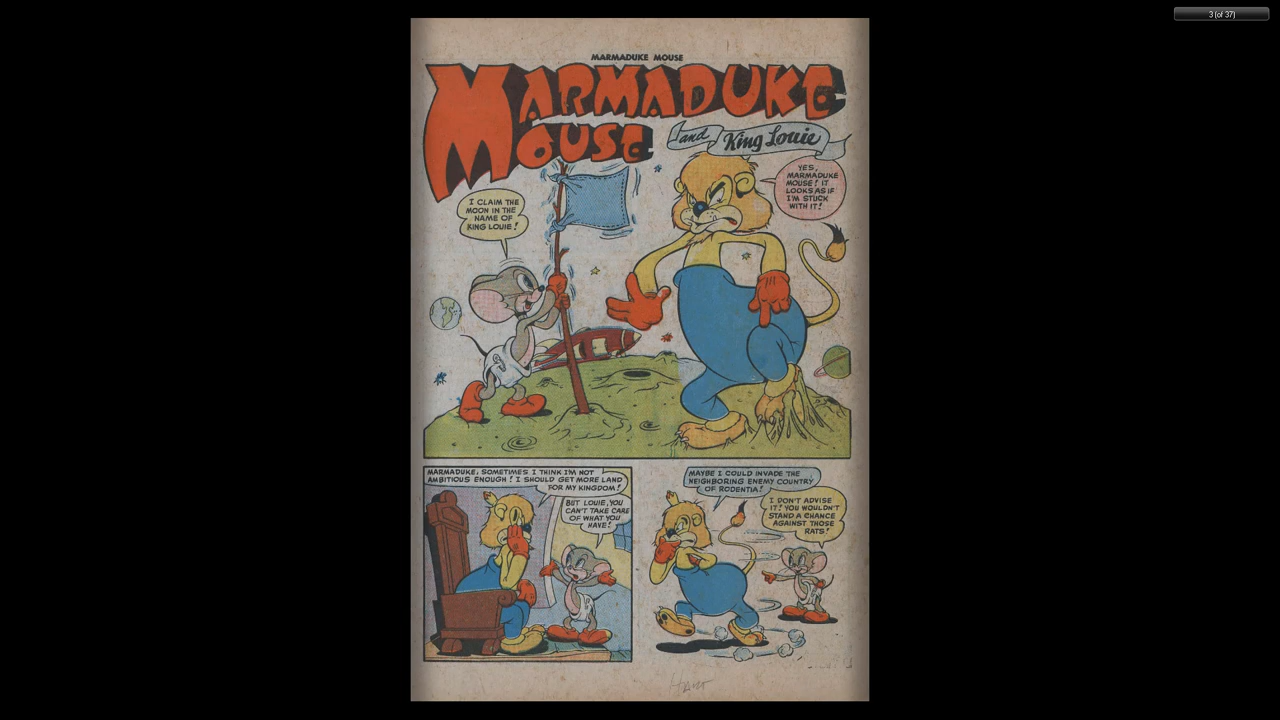 3 (of 37)
MARMADUKE MOUSE
MARMADUKE
MOUSE
and King Louie
I CLAIM THE
MOON IN THE
NAME OF
KING LOUIE!
YES,
MARMADUKE
MOUSE! IT
LOOKS AS IF
I'M STUCK
WITH IT!
MARMADUKE, SOMETIMES I THINK I'M NOT
AMBITIOUS ENOUGH! I SHOULD GET MORE LAND
FOR MY KINGDOM!
BUT LOUIE, YOU
CAN'T TAKE CARE
OF WHAT YOU
HAVE!
MAYBE I COULD INVADE THE
NEIGHBORING ENEMY COUNTRY
OF RODENTIA!
I DON'T ADVISE
IT! YOU WOULDN'T
STAND A CHANCE
AGAINST THOSE
RATS!